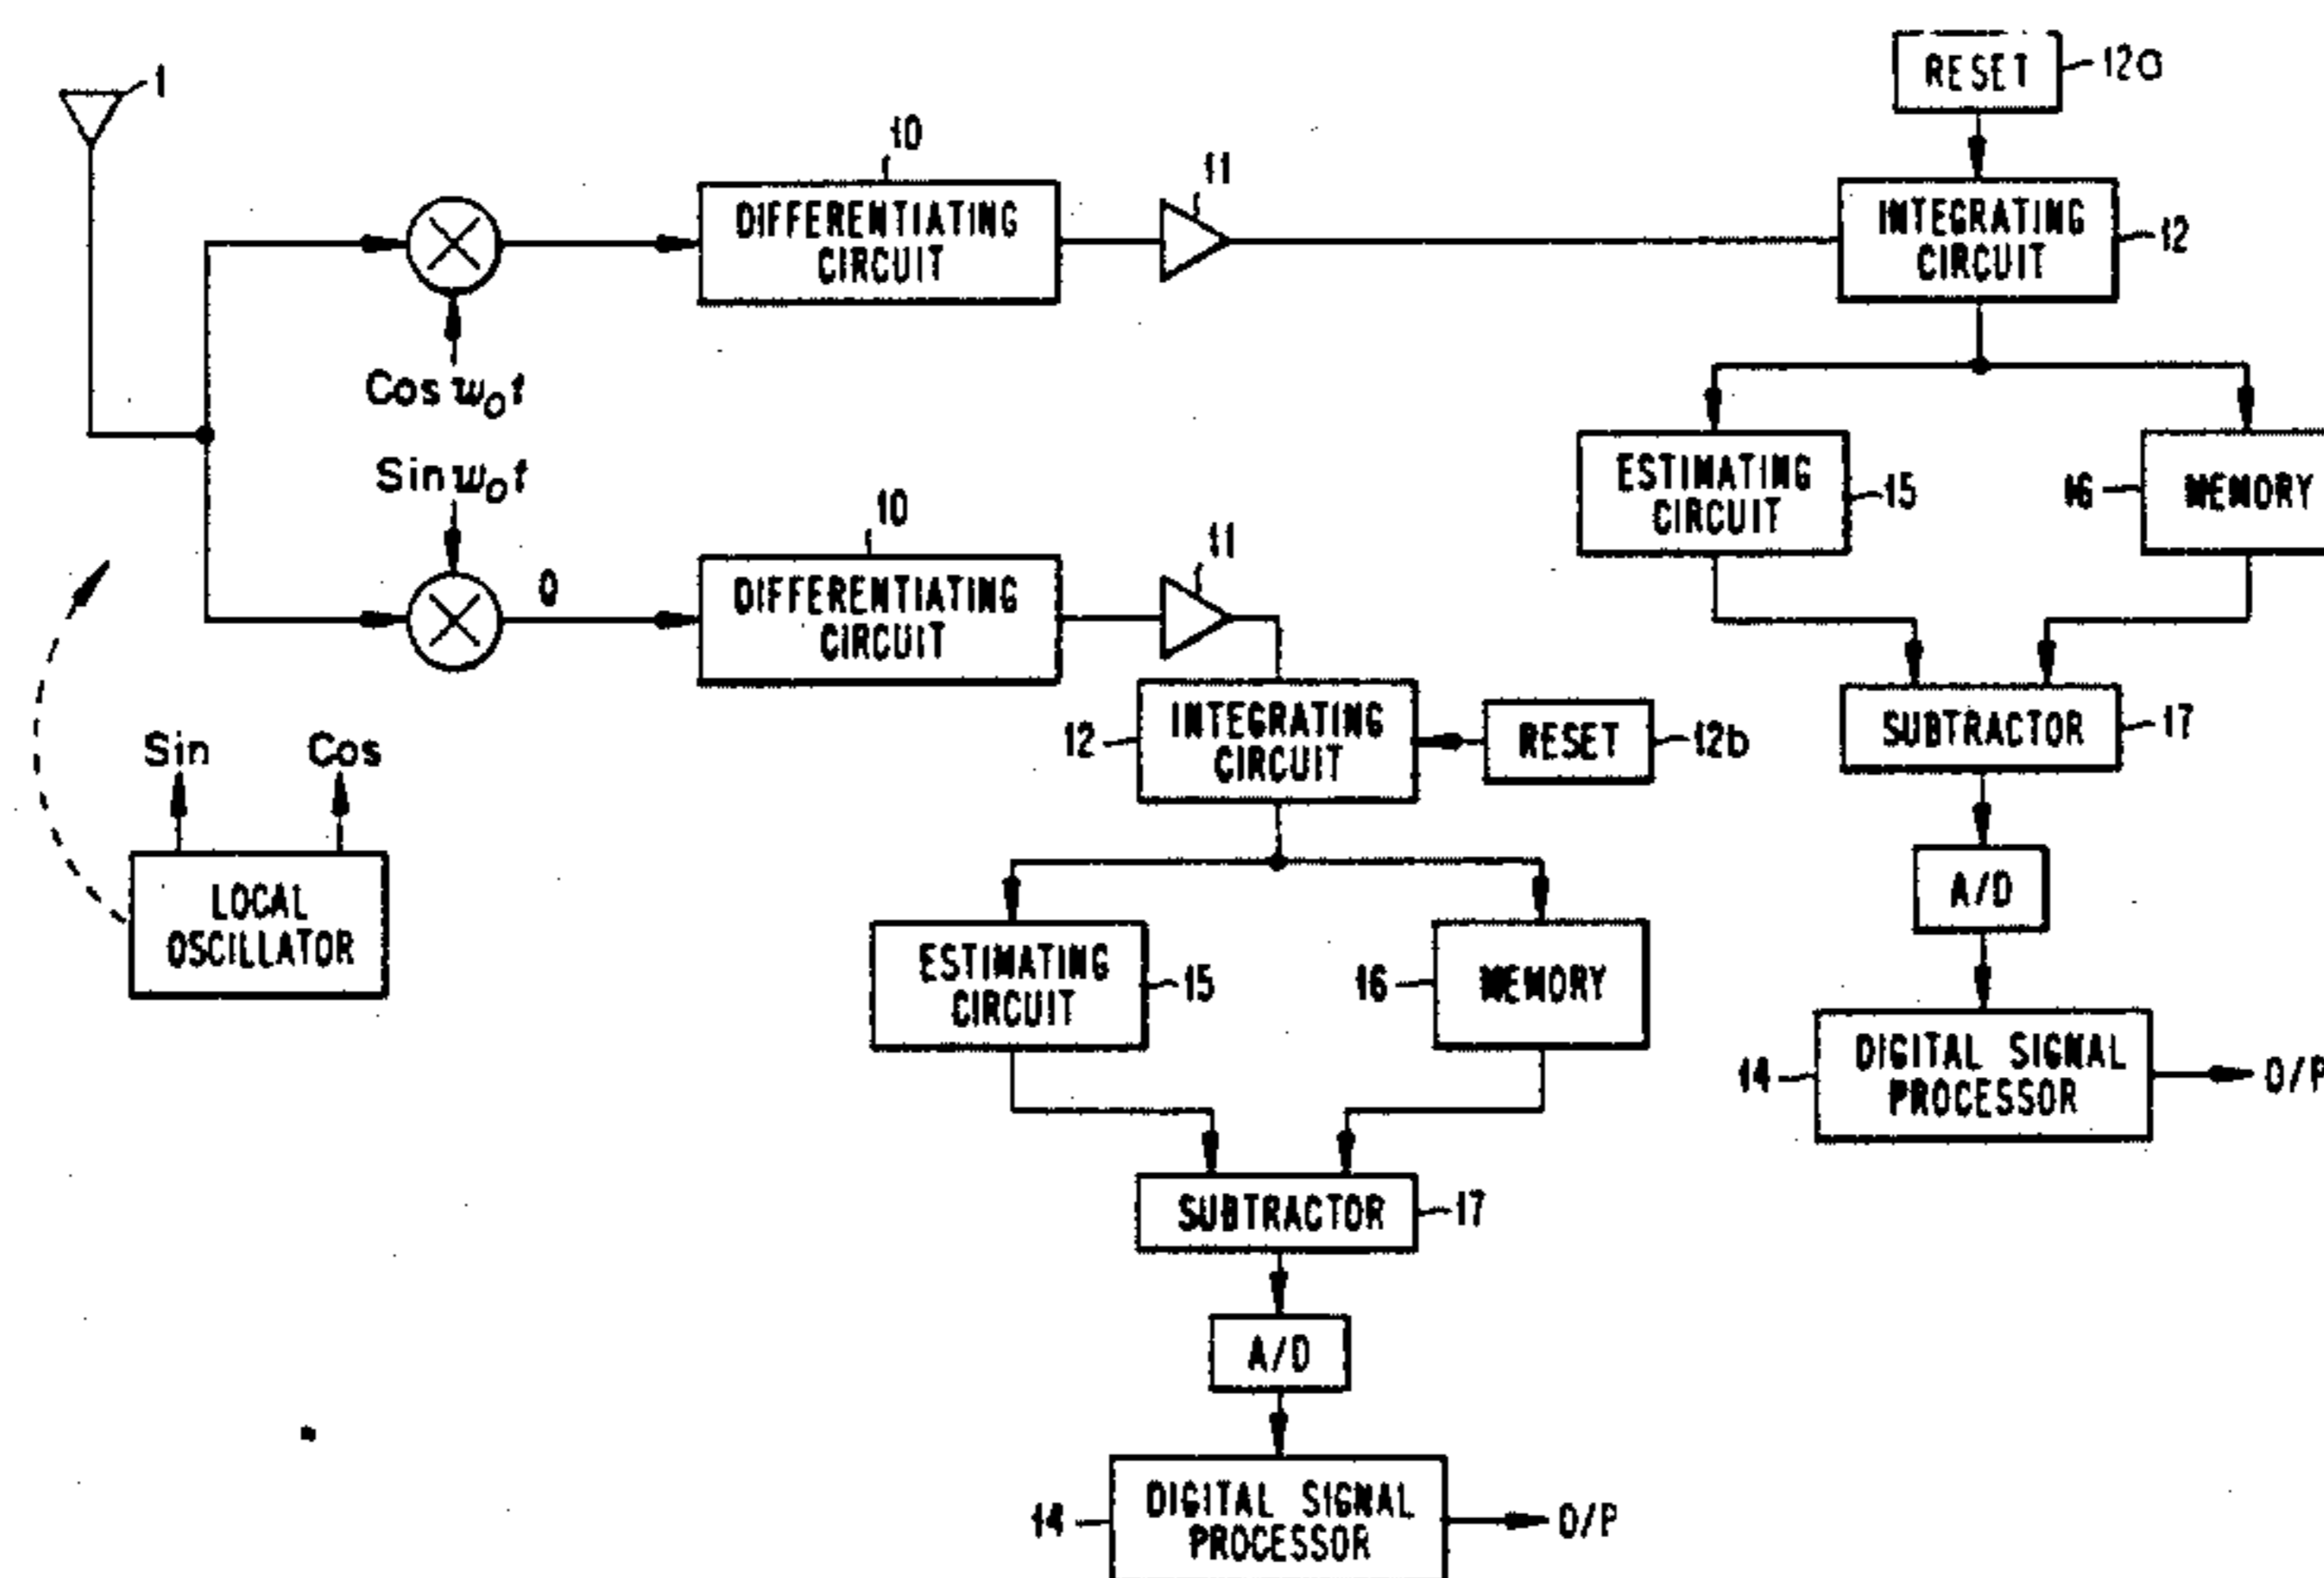 1
RESET
12a
10
11
DIFFERENTIATING
CIRCUIT
INTEGRATING
CIRCUIT
12
Cos w₀t
Sin w₀t
ESTIMATING
CIRCUIT
15
16
MEMORY
10
11
0
DIFFERENTIATING
CIRCUIT
12
INTEGRATING
CIRCUIT
RESET
12b
SUBTRACTOR
17
Sin
Cos
LOCAL
OSCILLATOR
A/D
ESTIMATING
CIRCUIT
15
16
MEMORY
14
DIGITAL SIGNAL
PROCESSOR
O/P
SUBTRACTOR
17
A/D
14
DIGITAL SIGNAL
PROCESSOR
O/P